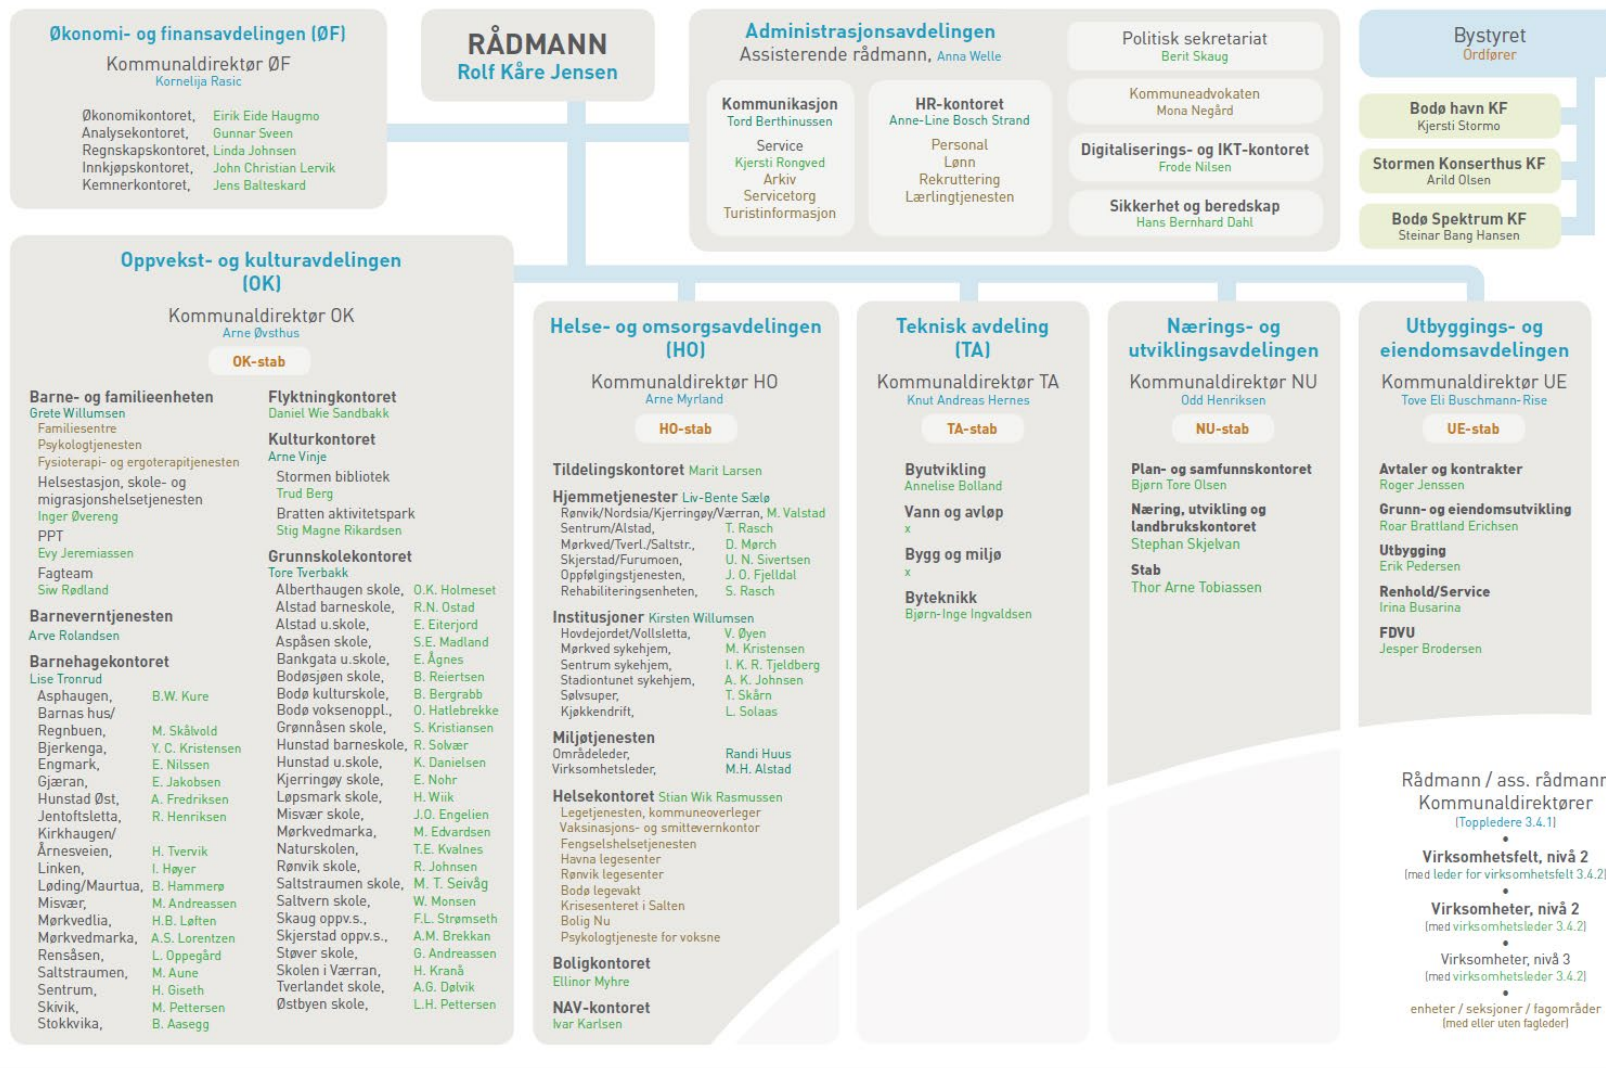 Økonomi- og finansavdelingen (ØF)
Kommunaldirektør ØF
Kornelija Rasic
Økonomikontoret, Eirik Eide Haugmo
Analysekontoret, Gunnar Sveen
Regnskapskontoret, Linda Johnsen
Innkjøpskontoret, John Christian Lervik
Kemnerkontoret, Jens Balteskard
RÅDMANN
Rolf Kåre Jensen
Administrasjonsavdelingen
Assisterende rådmann, Anna Welle
Kommunikasjon
Tord Berthinussen
Service
Kjersti Rongved
Arkiv
Servicetorg
Turistinformasjon
HR-kontoret
Anne-Line Bosch Strand
Personal
Lønn
Rekruttering
Lærlingtjenesten
Politisk sekretariat
Berit Skaug
Kommuneadvokaten
Mona Negård
Digitaliserings- og IKT-kontoret
Frode Nilsen
Sikkerhet og beredskap
Hans Bernhard Dahl
Bystyret
Ordfører
Bodø havn KF
Kjersti Stormo
Stormen Konserthus KF
Arild Olsen
Bodø Spektrum KF
Steinar Bang Hansen
Oppvekst- og kulturavdelingen
(OK)
Kommunaldirektør OK
Arne Øvsthus
OK-stab
Barne- og familieenheten
Grete Willumsen
Familiesentre
Psykologtjenesten
Fysioterapi- og ergoterapitjenesten
Helsestasjon, skole- og
migrasjonshelsetjenesten
Inger Øvereng
PPT
Evy Jeremiassen
Fagteam
Siw Rødland
Barneverntjenesten
Arve Rolandsen
Barnehagekontoret
Lise Tronrud
Asphaugen, B.W. Kure
Barnas hus/
Regnbuen, M. Skålvold
Bjerkenga, Y. C. Kristensen
Engmark, E. Nilssen
Gjæran, E. Jakobsen
Hunstad Øst, A. Fredriksen
Jentoftsletta, R. Henriksen
Kirkhaugen/
Årnesveien, H. Tvervik
Linken, I. Høyer
Løding/Maurtua, B. Hammerø
Misvær, M. Andreassen
Mørkvedlia, H.B. Løften
Mørkvedmarka, A.S. Lorentzen
Rensåsen, L. Oppegård
Saltstraumen, M. Aune
Sentrum, H. Giseth
Skivik, M. Pettersen
Stokkvika, B. Aasegg
Flyktningkontoret
Daniel Wie Sandbakk
Kulturkontoret
Arne Vinje
Stormen bibliotek
Trud Berg
Bratten aktivitetspark
Stig Magne Rikardsen
Grunnskolekontoret
Tore Tverbakk
Alberthaugen skole, O.K. Holmeset
Alstad barneskole, R.N. Ostad
Alstad u.skole, E. Eiterjord
Aspåsen skole, S.E. Madland
Bankgata u.skole, E. Ågnes
Bodøsjøen skole, B. Reiertsen
Bodø kulturskole, B. Bergrabb
Bodø voksenoppl., O. Hatlebrekke
Grønnåsen skole, S. Kristiansen
Hunstad barneskole, R. Solvær
Hunstad u.skole, K. Danielsen
Kjerringøy skole, E. Nohr
Løpsmark skole, H. Wiik
Misvær skole, J.O. Engelien
Mørkvedmarka, M. Edvardsen
Naturskolen, T.E. Kvalnes
Rønvik skole, R. Johnsen
Saltstraumen skole, M. T. Seivåg
Saltvern skole, W. Monsen
Skaug oppv.s., F.L. Strømseth
Skjerstad oppv.s., A.M. Brekkan
Støver skole, G. Andreassen
Skolen i Værran, H. Kranå
Tverlandet skole, A.G. Dølvik
Østbyen skole, L.H. Pettersen
Helse- og omsorgsavdelingen
(HO)
Kommunaldirektør HO
Arne Myrland
HO-stab
Tildelingskontoret Marit Larsen
Hjemmetjenester Liv-Bente Sælø
Rønvik/Nordsia/Kjerringøy/Værran, M. Valstad
Sentrum/Alstad, T. Rasch
Mørkved/Tverl./Saltstr., D. Mørch
Skjerstad/Furumoen, U. N. Sivertsen
Oppfølgingstjenesten, J. O. Fjelldal
Rehabiliteringsenheten, S. Rasch
Institusjoner Kirsten Willumsen
Hovdejordet/Vollsletta, V. Øyen
Mørkved sykehjem, M. Kristensen
Sentrum sykehjem, I. K. R. Tjeldberg
Stadiontunet sykehjem, A. K. Johnsen
Sølvsuper, T. Skårn
Kjøkkendrift, L. Solaas
Miljøtjenesten
Områdeleder, Randi Huus
Virksomhetsleder, M.H. Alstad
Helsekontoret Stian Wik Rasmussen
Legetjenesten, kommuneoverleger
Vaksinasjons- og smittevernkontor
Fengselshelsetjenesten
Havna legesenter
Rønvik legesenter
Bodø legevakt
Krisesenteret i Salten
Bolig Nu
Psykologtjeneste for voksne
Boligkontoret
Ellinor Myhre
NAV-kontoret
Ivar Karlsen
Teknisk avdeling
(TA)
Kommunaldirektør TA
Knut Andreas Hernes
TA-stab
Byutvikling
Annelise Bolland
Vann og avløp
x
Bygg og miljø
x
Byteknikk
Bjørn-Inge Ingvaldsen
Nærings- og
utviklingsavdelingen
Kommunaldirektør NU
Odd Henriksen
NU-stab
Plan- og samfunnskontoret
Bjørn Tore Olsen
Næring, utvikling og
landbrukskontoret
Stephan Skjelvan
Stab
Thor Arne Tobiassen
Utbyggings- og
eiendomsavdelingen
Kommunaldirektør UE
Tove Eli Buschmann-Rise
UE-stab
Avtaler og kontrakter
Roger Jenssen
Grunn- og eiendomsutvikling
Roar Brattland Erichsen
Utbygging
Erik Pedersen
Renhold/Service
Irina Busarina
FDVU
Jesper Brodersen
Rådmann / ass. rådmann
Kommunaldirektører
(Toppledere 3.4.1)
•
Virksomhetsfelt, nivå 2
(med leder for virksomhetsfelt 3.4.2)
•
Virksomheter, nivå 2
(med virksomhetsleder 3.4.2)
•
Virksomheter, nivå 3
(med virksomhetsleder 3.4.2)
•
enheter / seksjoner / fagområder
(med eller uten fagleder)